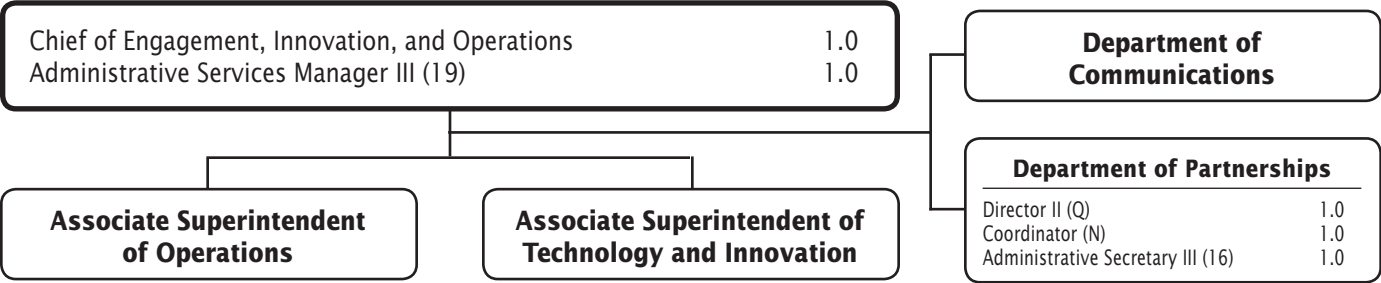 Chief of Engagement, Innovation, and Operations 1.0
Administrative Services Manager III (19) 1.0
Department of
Communications
Department of Partnerships
Director II (Q) 1.0
Coordinator (N) 1.0
Administrative Secretary III (16) 1.0
Associate Superintendent
of Operations
Associate Superintendent of
Technology and Innovation